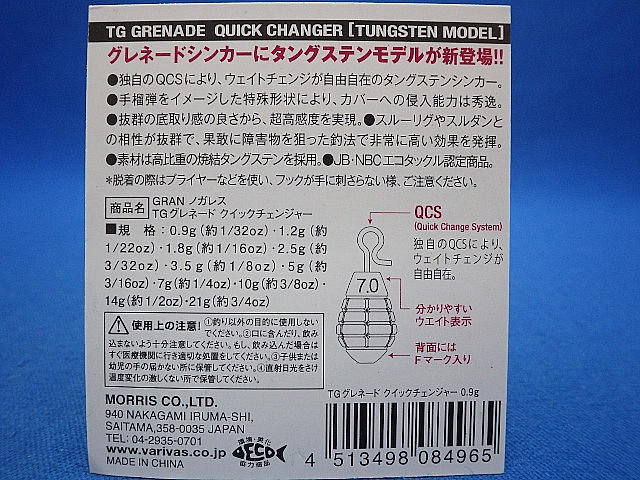 TG GRENADE QUICK CHANGER [TUNGSTEN MODEL]
グレネードシンカーにタングステンモデルが新登場!!
●独自のQCSにより、ウェイトチェンジが自由自在のタングステンシンカー。
●手榴弾をイメージした特殊形状により、カバーへの侵入能力は秀逸。
●抜群の底取り感の良さから、超高感度を実現。●スルーリグやスルダンと
の相性が抜群で、果敢に障害物を狙った釣法で非常に高い効果を発揮。
●素材は高比重の焼結タングステンを採用。●JB・NBCエコタックル認定商品。
*脱着の際はプライヤーなどを使い、フックが手に刺さらない様、ご注意ください。
商品名 GRAN ノガレス
TGグレネード クイックチェンジャー
■規 格:0.9g(約1/32oz)・1.2g(約
1/22oz)・1.8g(約1/16oz)・2.5g(約
3/32oz)・3.5g(約1/8oz)・5g(約
3/16oz)・7g(約1/4oz)・10g(約3/8oz)・
14g(約1/2oz)・21g(約3/4oz)
QCS
(Quick Change System)
独自のQCSにより、
ウェイトチェンジが
自由自在。
7.0
分かりやすい
ウエイト表示
背面には
Fマーク入り
使用上の注意! ①釣り以外の目的に使用しない
でください。②口に含んだり、飲み
込まないよう十分注意してください。もし、飲み込んだ場合は
すぐ医療機関に行き適切な処置をしてください。③子供または
幼児の手の届かない所に保管してください。④直射日光をさけ
温度変化の激しくない所で保管してください。
TGグレネード クイックチェンジャー 0.9g
MORRIS CO.,LTD.
940 NAKAGAMI IRUMA-SHI,
SAITAMA,358-0035 JAPAN
TEL: 04-2935-0701
www.varivas.co.jp
MADE IN CHINA
環境・美化
ECO
協力商品
4 513498 084965